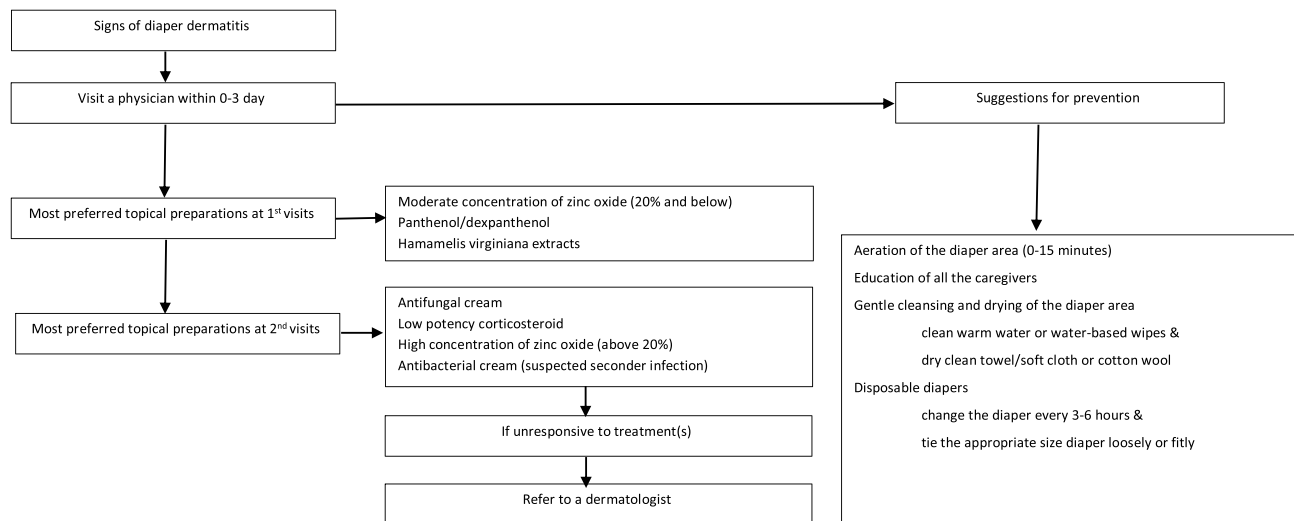 Signs of diaper dermatitis
Visit a physician within 0-3 day
Suggestions for prevention
Most preferred topical preparations at 1st visits
Moderate concentration of zinc oxide (20% and below)
Panthenol/dexpanthenol
Hamamelis virginiana extracts
Most preferred topical preparations at 2nd visits
Antifungal cream
Low potency corticosteroid
High concentration of zinc oxide (above 20%)
Antibacterial cream (suspected seconder infection)
If unresponsive to treatment(s)
Refer to a dermatologist
Aeration of the diaper area (0-15 minutes)
Education of all the caregivers
Gentle cleansing and drying of the diaper area
clean warm water or water-based wipes &
dry clean towel/soft cloth or cotton wool
Disposable diapers
change the diaper every 3-6 hours &
tie the appropriate size diaper loosely or fitly